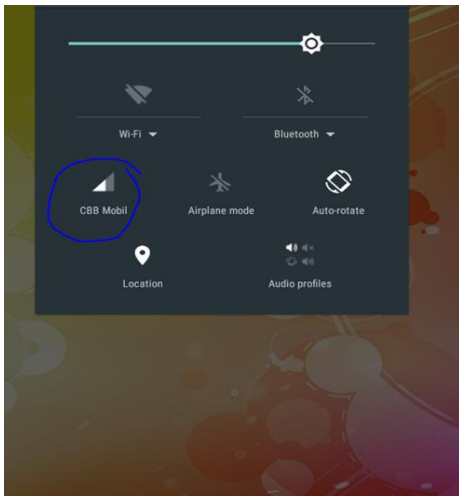 Wi-Fi
Bluetooth
CBB Mobil
Airplane mode
Auto-rotate
Location
Audio profiles